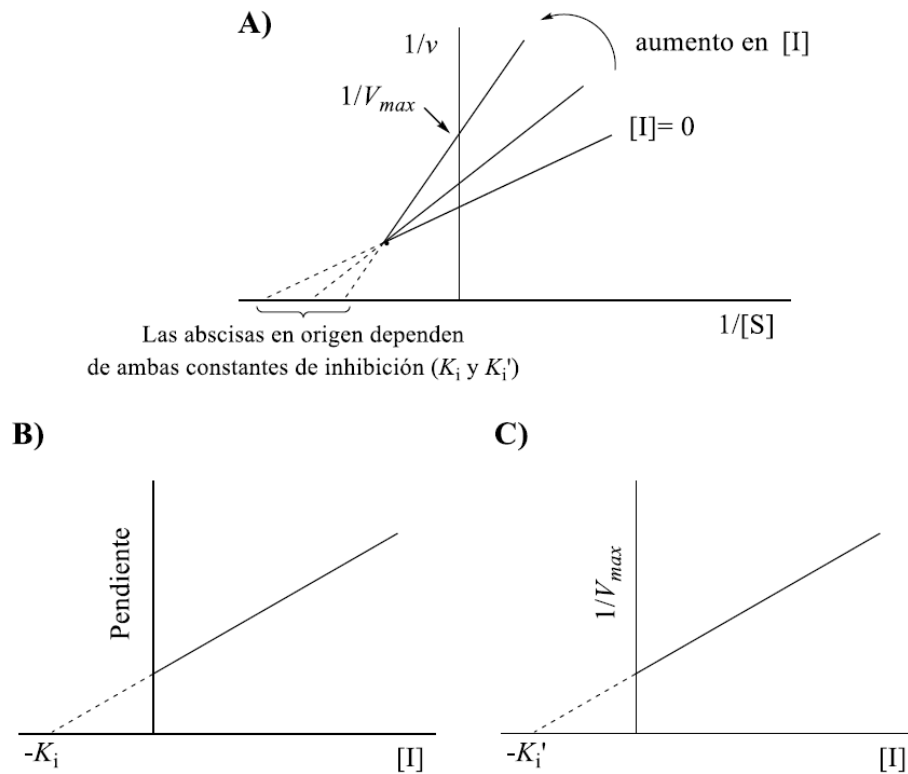 A)
1/v
aumento en [I]
1/Vmax
[I]= 0
1/[S]
Las abscisas en origen dependen
de ambas constantes de inhibición (Ki y Ki')
B)
Pendiente
-Ki
[I]
C)
1/Vmax
-Ki'
[I]